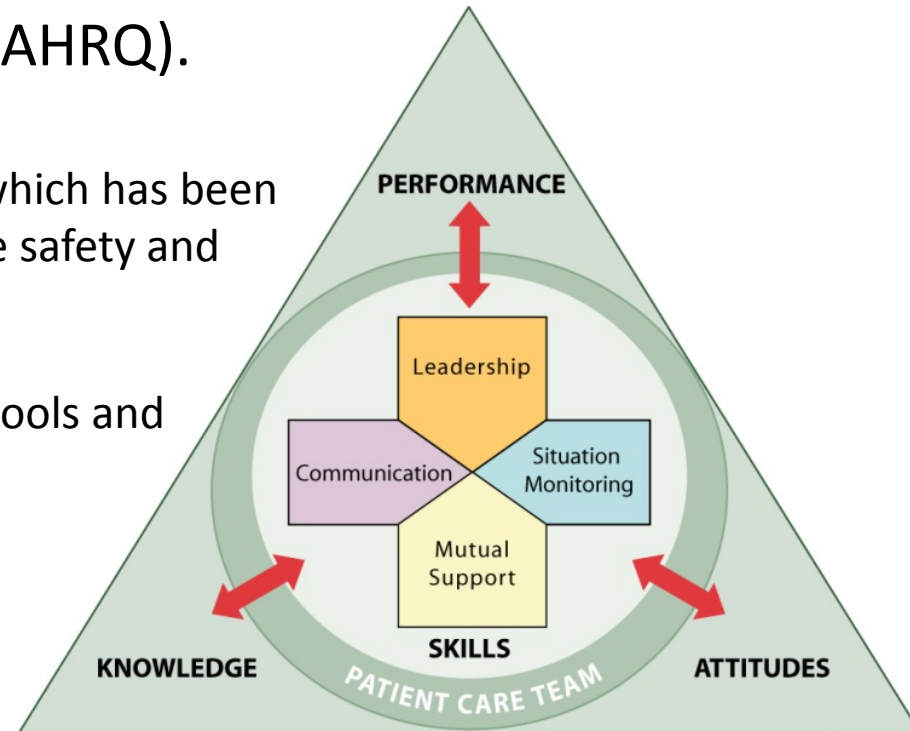 AHRQ).
which has been
e safety and
ools and
PERFORMANCE
Leadership
Communication
Situation
Monitoring
Mutual
Support
SKILLS
KNOWLEDGE
ATTITUDES
PATIENT CARE TEAM